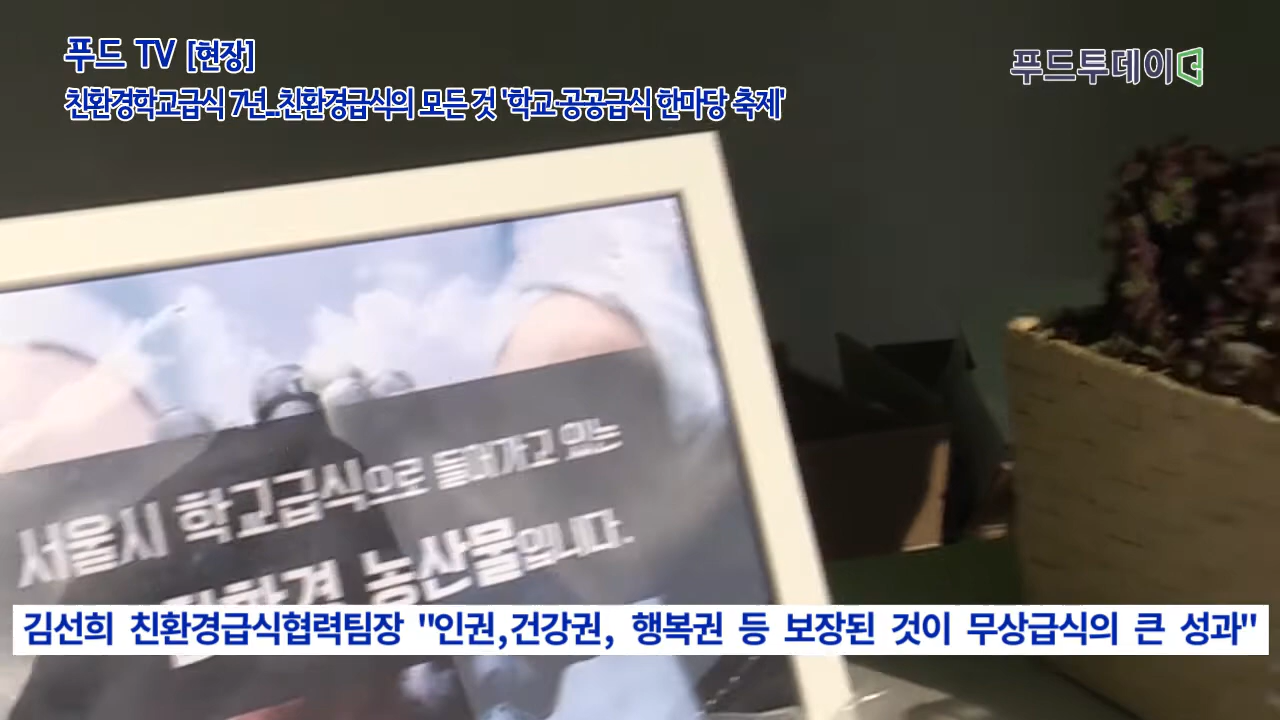 푸드 TV [현장]
푸드투데이
친환경학교급식 7년...친환경급식의 모든 것 '학교·공공급식 한마당 축제'
서울시 학교급식으로 들어가고 있는
친환경 농산물입니다.
김선희 친환경급식협력팀장 "인권,건강권, 행복권 등 보장된 것이 무상급식의 큰 성과"